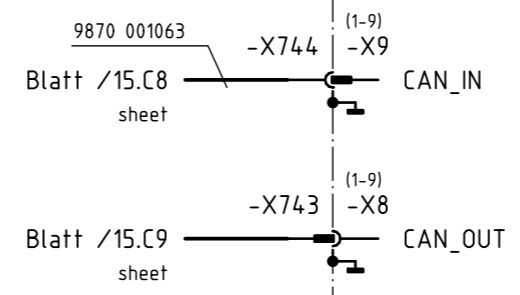 9870 001063
(1-9)
-X744 -X9
Blatt /15.C8 CAN_IN
sheet
(1-9)
-X743 -X8
Blatt /15.C9 CAN_OUT
sheet